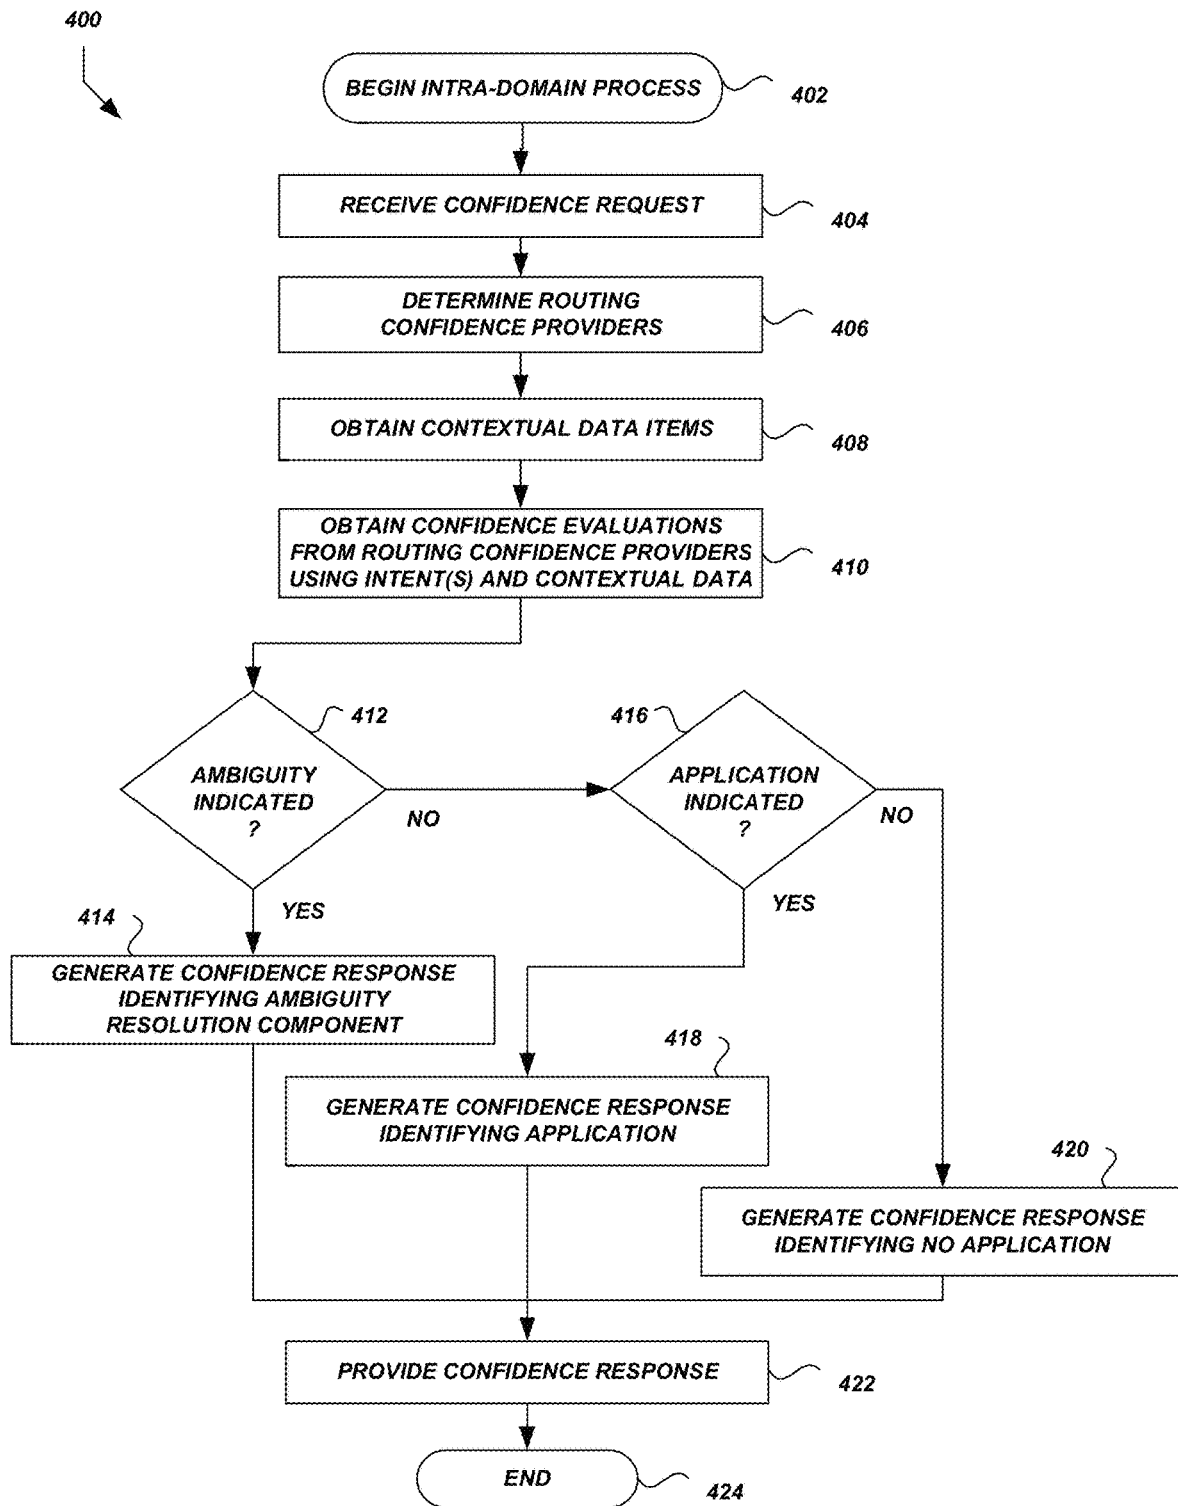 400
BEGIN INTRA-DOMAIN PROCESS
402
RECEIVE CONFIDENCE REQUEST
404
DETERMINE ROUTING
CONFIDENCE PROVIDERS
406
OBTAIN CONTEXTUAL DATA ITEMS
408
OBTAIN CONFIDENCE EVALUATIONS
FROM ROUTING CONFIDENCE PROVIDERS
USING INTENT(S) AND CONTEXTUAL DATA
410
412
AMBIGUITY
INDICATED
?
NO
YES
416
APPLICATION
INDICATED
?
NO
YES
414
GENERATE CONFIDENCE RESPONSE
IDENTIFYING AMBIGUITY
RESOLUTION COMPONENT
418
GENERATE CONFIDENCE RESPONSE
IDENTIFYING APPLICATION
420
GENERATE CONFIDENCE RESPONSE
IDENTIFYING NO APPLICATION
PROVIDE CONFIDENCE RESPONSE
422
END
424